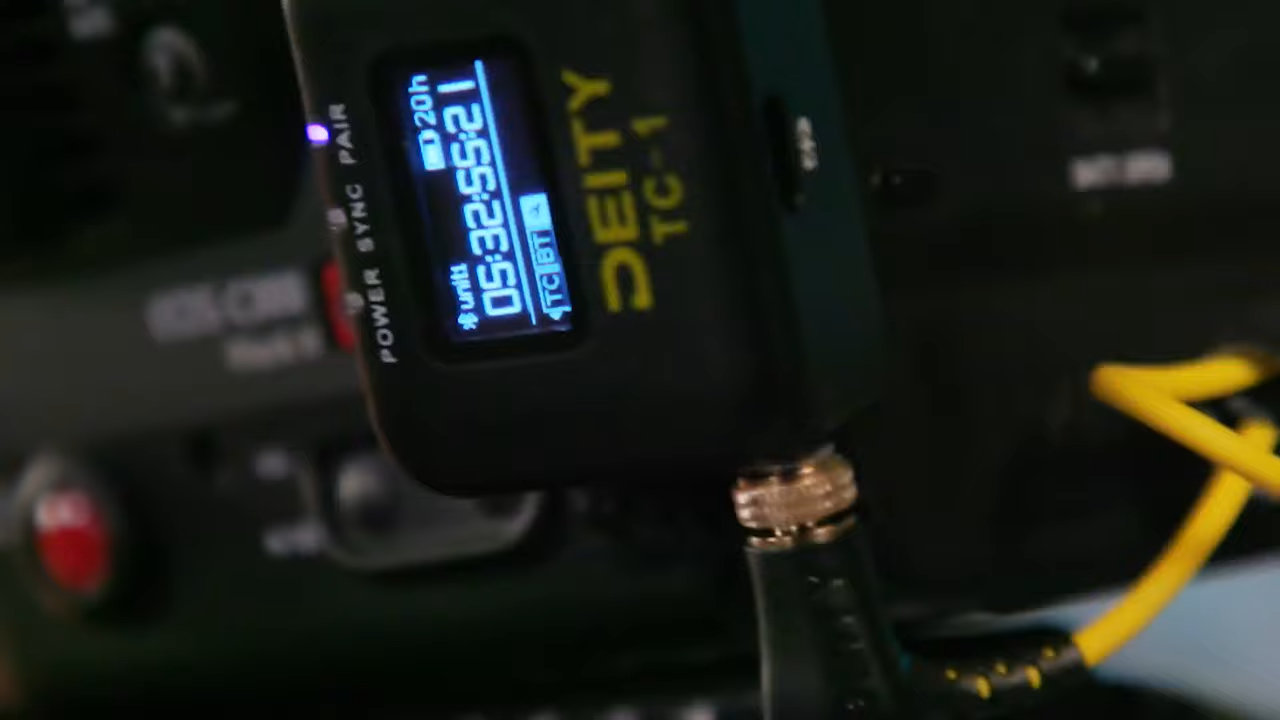 POWER SYNC PAIR
unit1 20h
05:32:55:21
TC BT
DEITY
TC-1